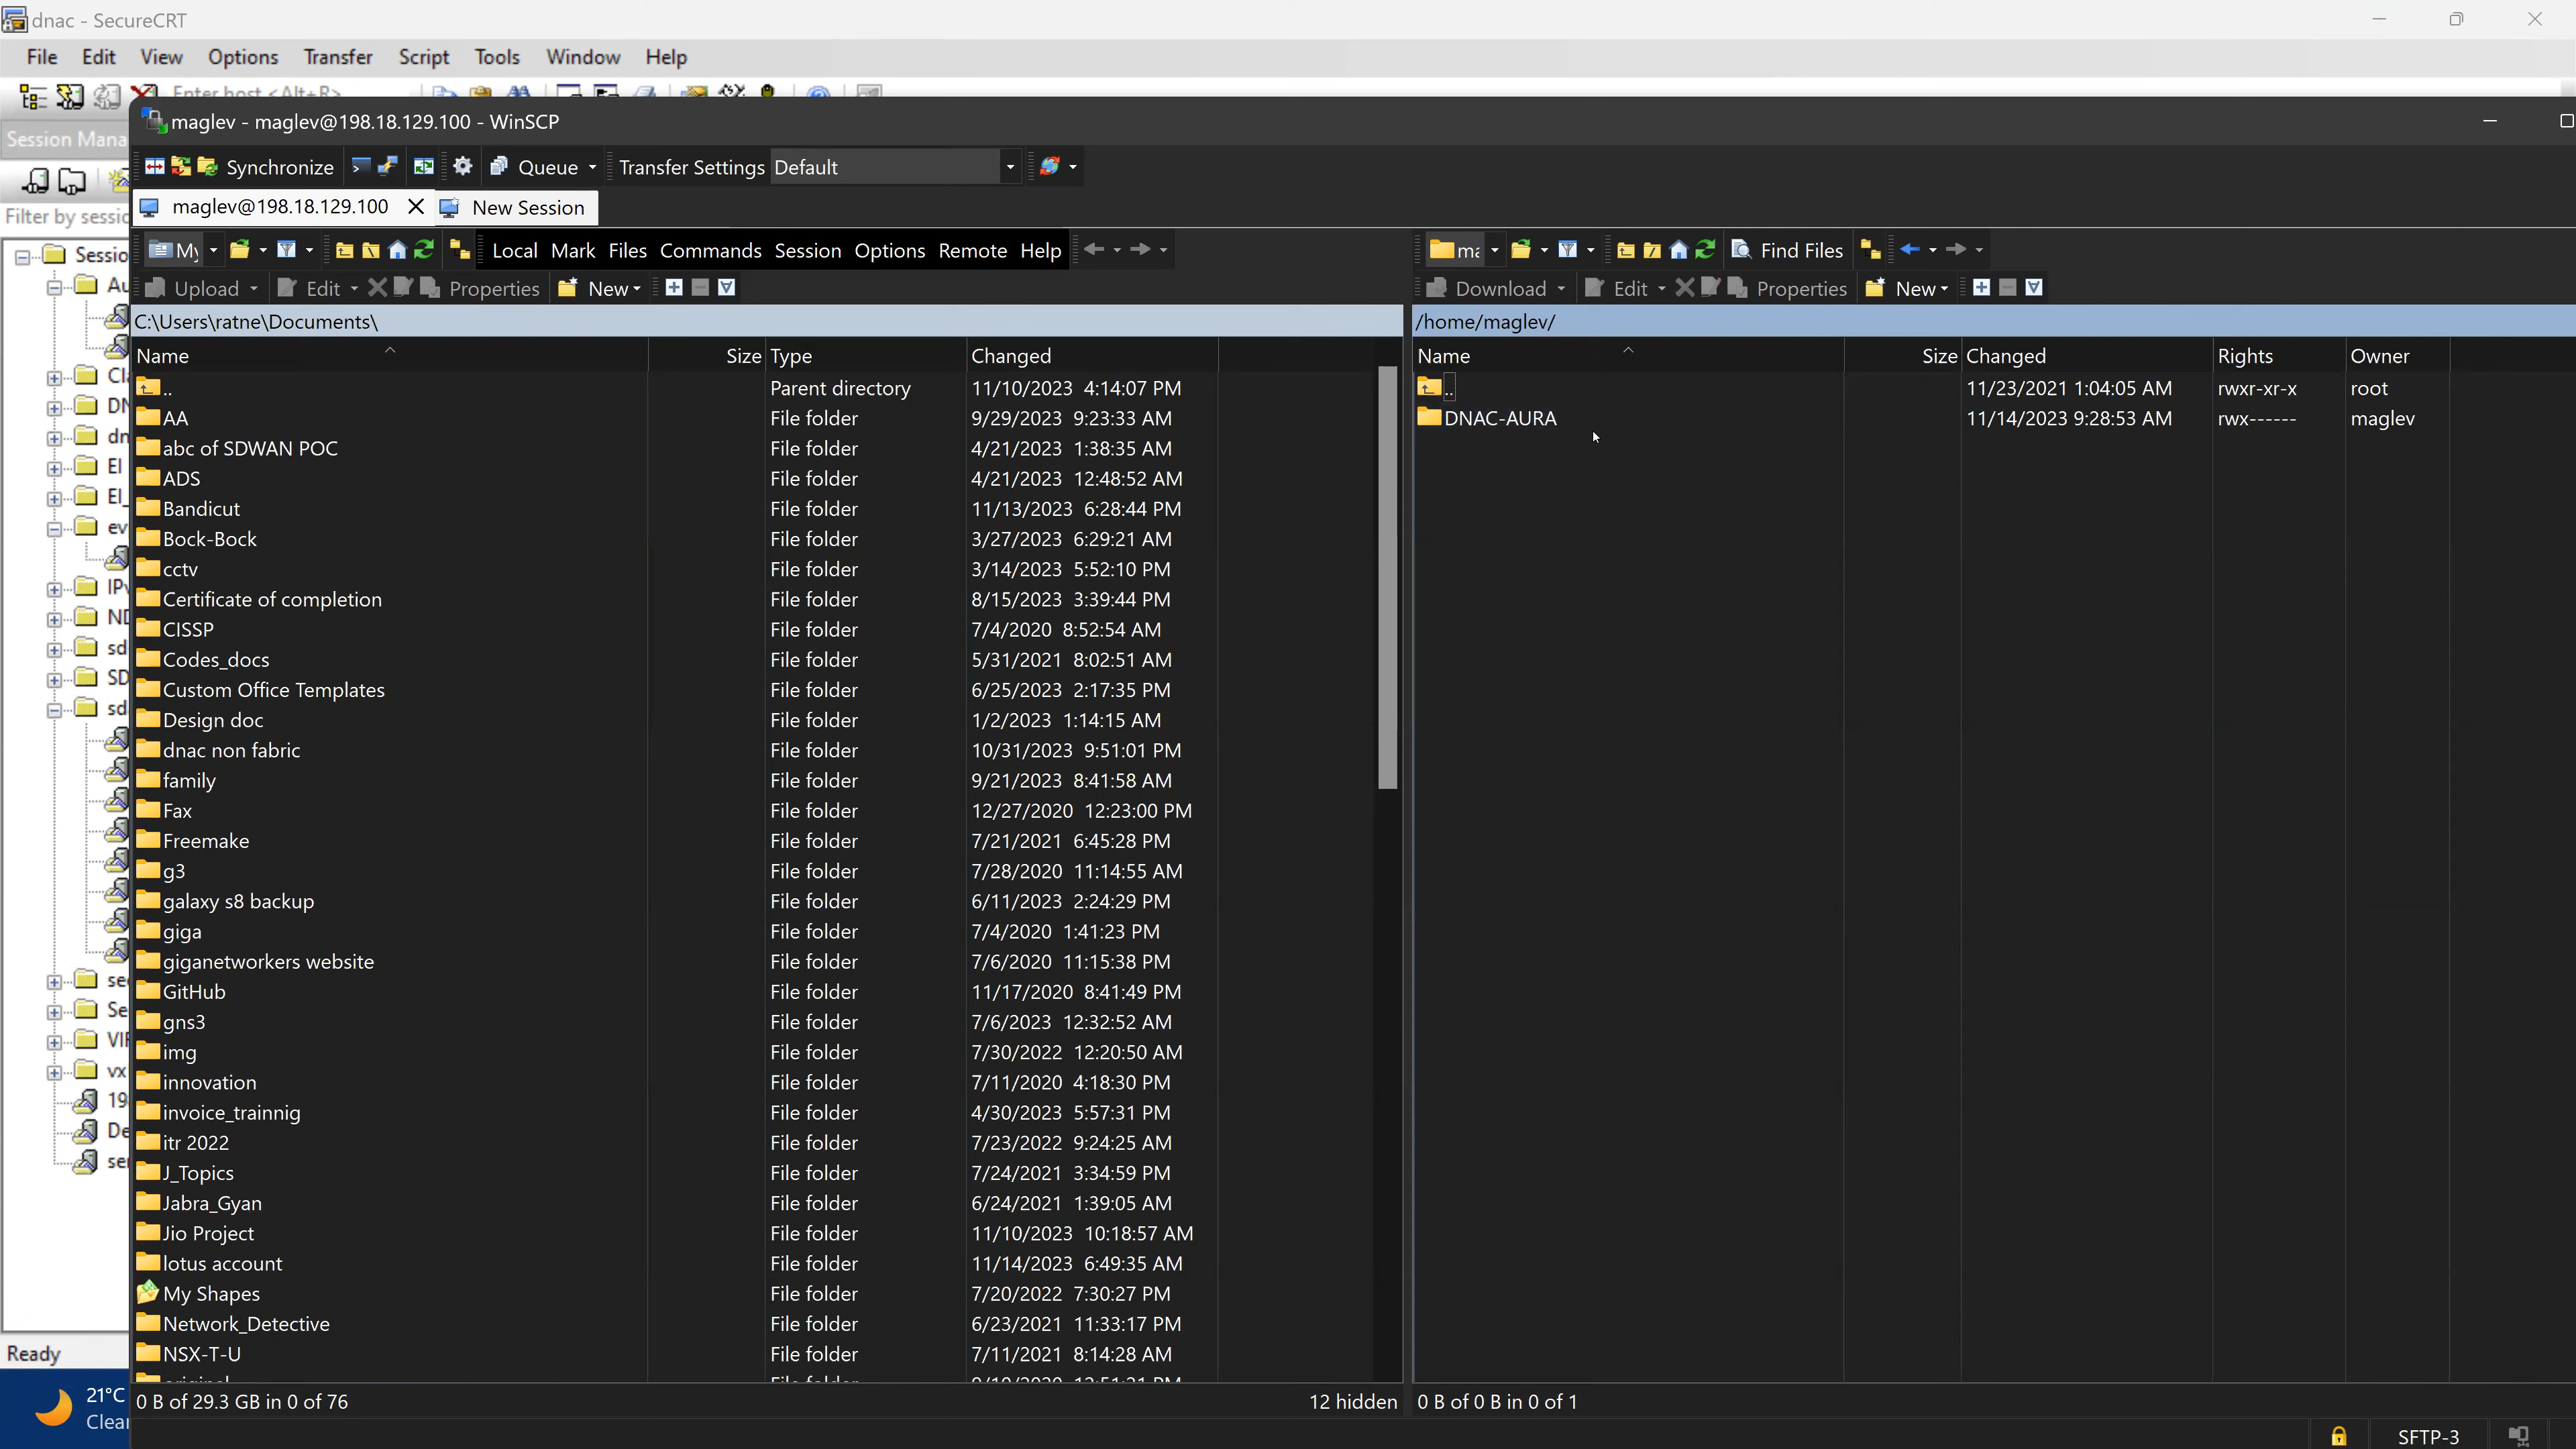 dnac - SecureCRT
File Edit View Options Transfer Script Tools Window Help
Enter host <Alt+R>
maglev - maglev@198.18.129.100 - WinSCP
Session Mana
Synchronize Queue Transfer Settings Default
maglev@198.18.129.100 New Session
Filter by sessic
My Local Mark Files Commands Session Options Remote Help
Find Files
Sessio
Upload Edit Properties New
Download Edit Properties New
C:\Users\ratne\Documents\
/home/maglev/
Name Size Type Changed
Name Size Changed Rights Owner
.. Parent directory 11/10/2023 4:14:07 PM
.. 11/23/2021 1:04:05 AM rwxr-xr-x root
AA File folder 9/29/2023 9:23:33 AM
DNAC-AURA 11/14/2023 9:28:53 AM rwx------ maglev
abc of SDWAN POC File folder 4/21/2023 1:38:35 AM
ADS File folder 4/21/2023 12:48:52 AM
Bandicut File folder 11/13/2023 6:28:44 PM
Bock-Bock File folder 3/27/2023 6:29:21 AM
cctv File folder 3/14/2023 5:52:10 PM
Certificate of completion File folder 8/15/2023 3:39:44 PM
CISSP File folder 7/4/2020 8:52:54 AM
Codes_docs File folder 5/31/2021 8:02:51 AM
Custom Office Templates File folder 6/25/2023 2:17:35 PM
Design doc File folder 1/2/2023 1:14:15 AM
dnac non fabric File folder 10/31/2023 9:51:01 PM
family File folder 9/21/2023 8:41:58 AM
Fax File folder 12/27/2020 12:23:00 PM
Freemake File folder 7/21/2021 6:45:28 PM
g3 File folder 7/28/2020 11:14:55 AM
galaxy s8 backup File folder 6/11/2023 2:24:29 PM
giga File folder 7/4/2020 1:41:23 PM
giganetworkers website File folder 7/6/2020 11:15:38 PM
GitHub File folder 11/17/2020 8:41:49 PM
gns3 File folder 7/6/2023 12:32:52 AM
img File folder 7/30/2022 12:20:50 AM
innovation File folder 7/11/2020 4:18:30 PM
invoice_trainnig File folder 4/30/2023 5:57:31 PM
itr 2022 File folder 7/23/2022 9:24:25 AM
J_Topics File folder 7/24/2021 3:34:59 PM
Jabra_Gyan File folder 6/24/2021 1:39:05 AM
Jio Project File folder 11/10/2023 10:18:57 AM
lotus account File folder 11/14/2023 6:49:35 AM
My Shapes File folder 7/20/2022 7:30:27 PM
Network_Detective File folder 6/23/2021 11:33:17 PM
NSX-T-U File folder 7/11/2021 8:14:28 AM
Ready
21°C
Clear
0 B of 29.3 GB in 0 of 76 12 hidden
0 B of 0 B in 0 of 1
SFTP-3